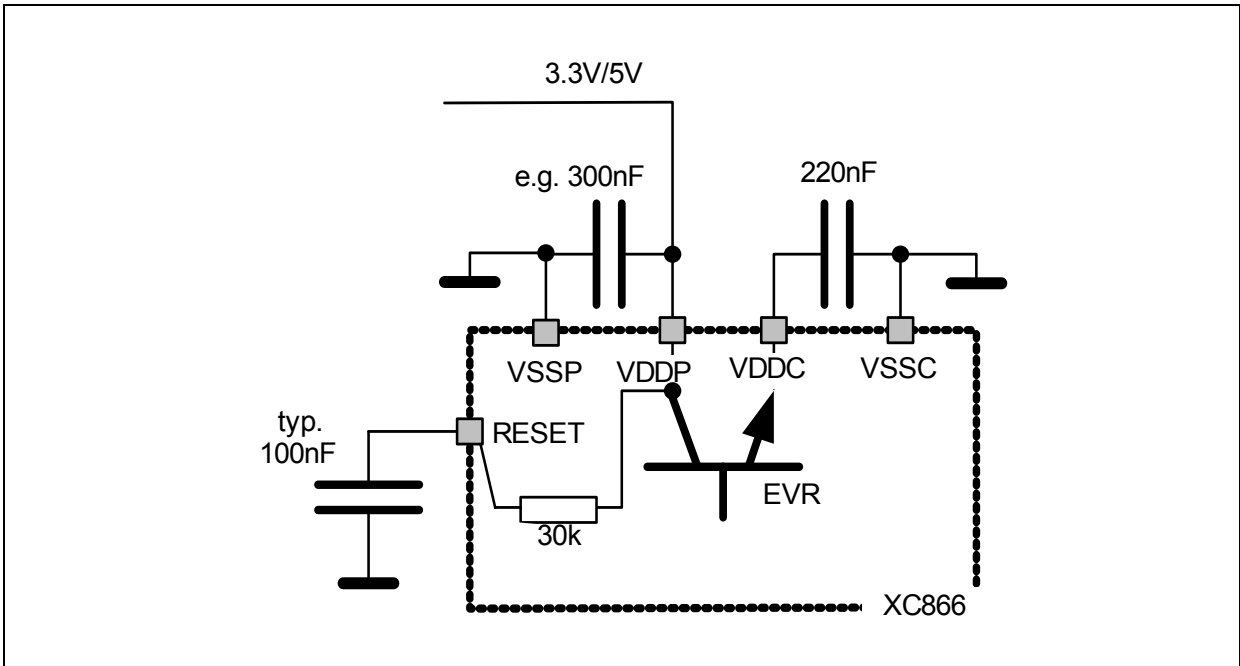 3.3V/5V
e.g. 300nF
220nF
VSSP
VDDP
VDDC
VSSC
typ.
100nF
RESET
EVR
30k
XC866